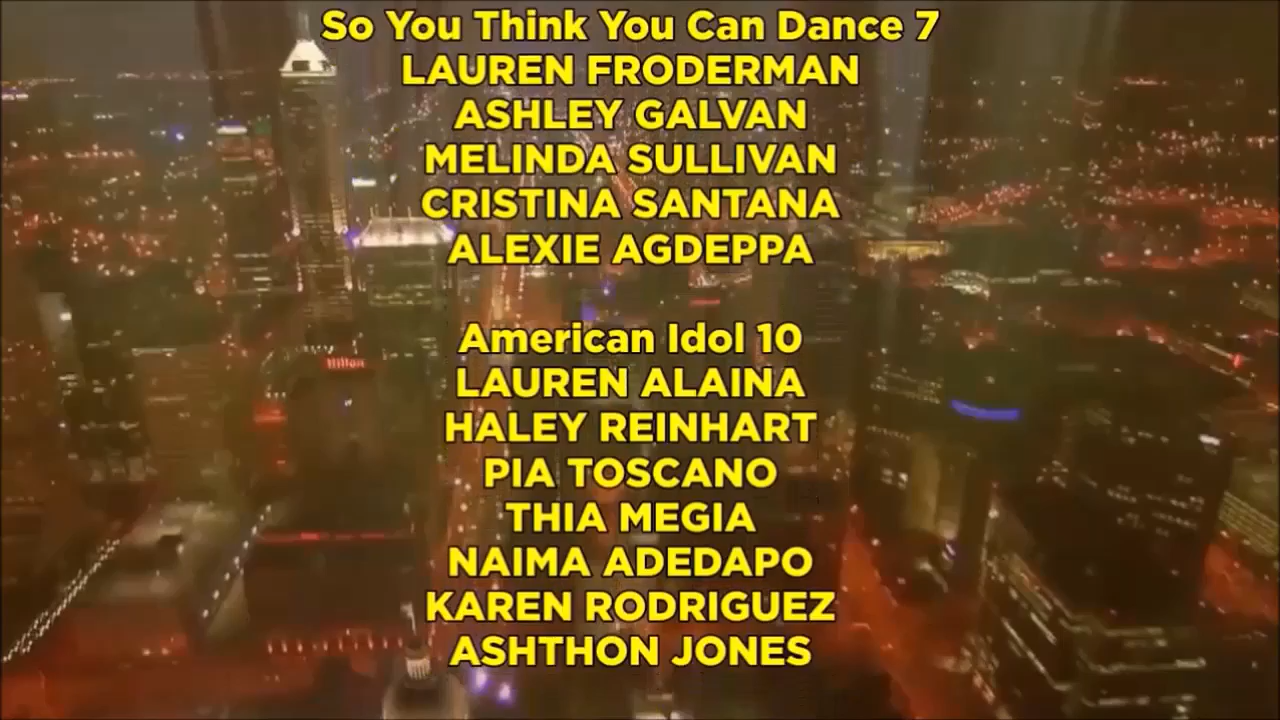 So You Think You Can Dance 7
LAUREN FRODERMAN
ASHLEY GALVAN
MELINDA SULLIVAN
CRISTINA SANTANA
ALEXIE AGDEPPA
American Idol 10
Hilton
LAUREN ALAINA
HALEY REINHART
PIA TOSCANO
THIA MEGIA
NAIMA ADEDAPO
KAREN RODRIGUEZ
ASHTHON JONES